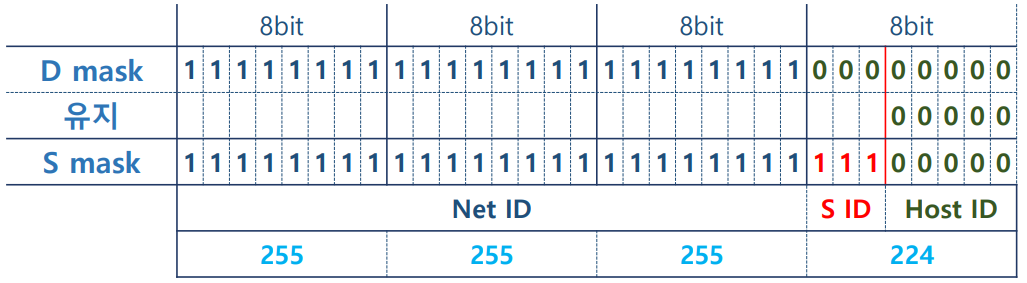 8bit 8bit 8bit 8bit
D mask 1 1 1 1 1 1 1 1 1 1 1 1 1 1 1 1 1 1 1 1 1 1 1 1 0 0 0 0 0 0 0 0
유지 0 0 0 0 0
S mask 1 1 1 1 1 1 1 1 1 1 1 1 1 1 1 1 1 1 1 1 1 1 1 1 1 1 1 0 0 0 0 0
Net ID S ID Host ID
255 255 255 224